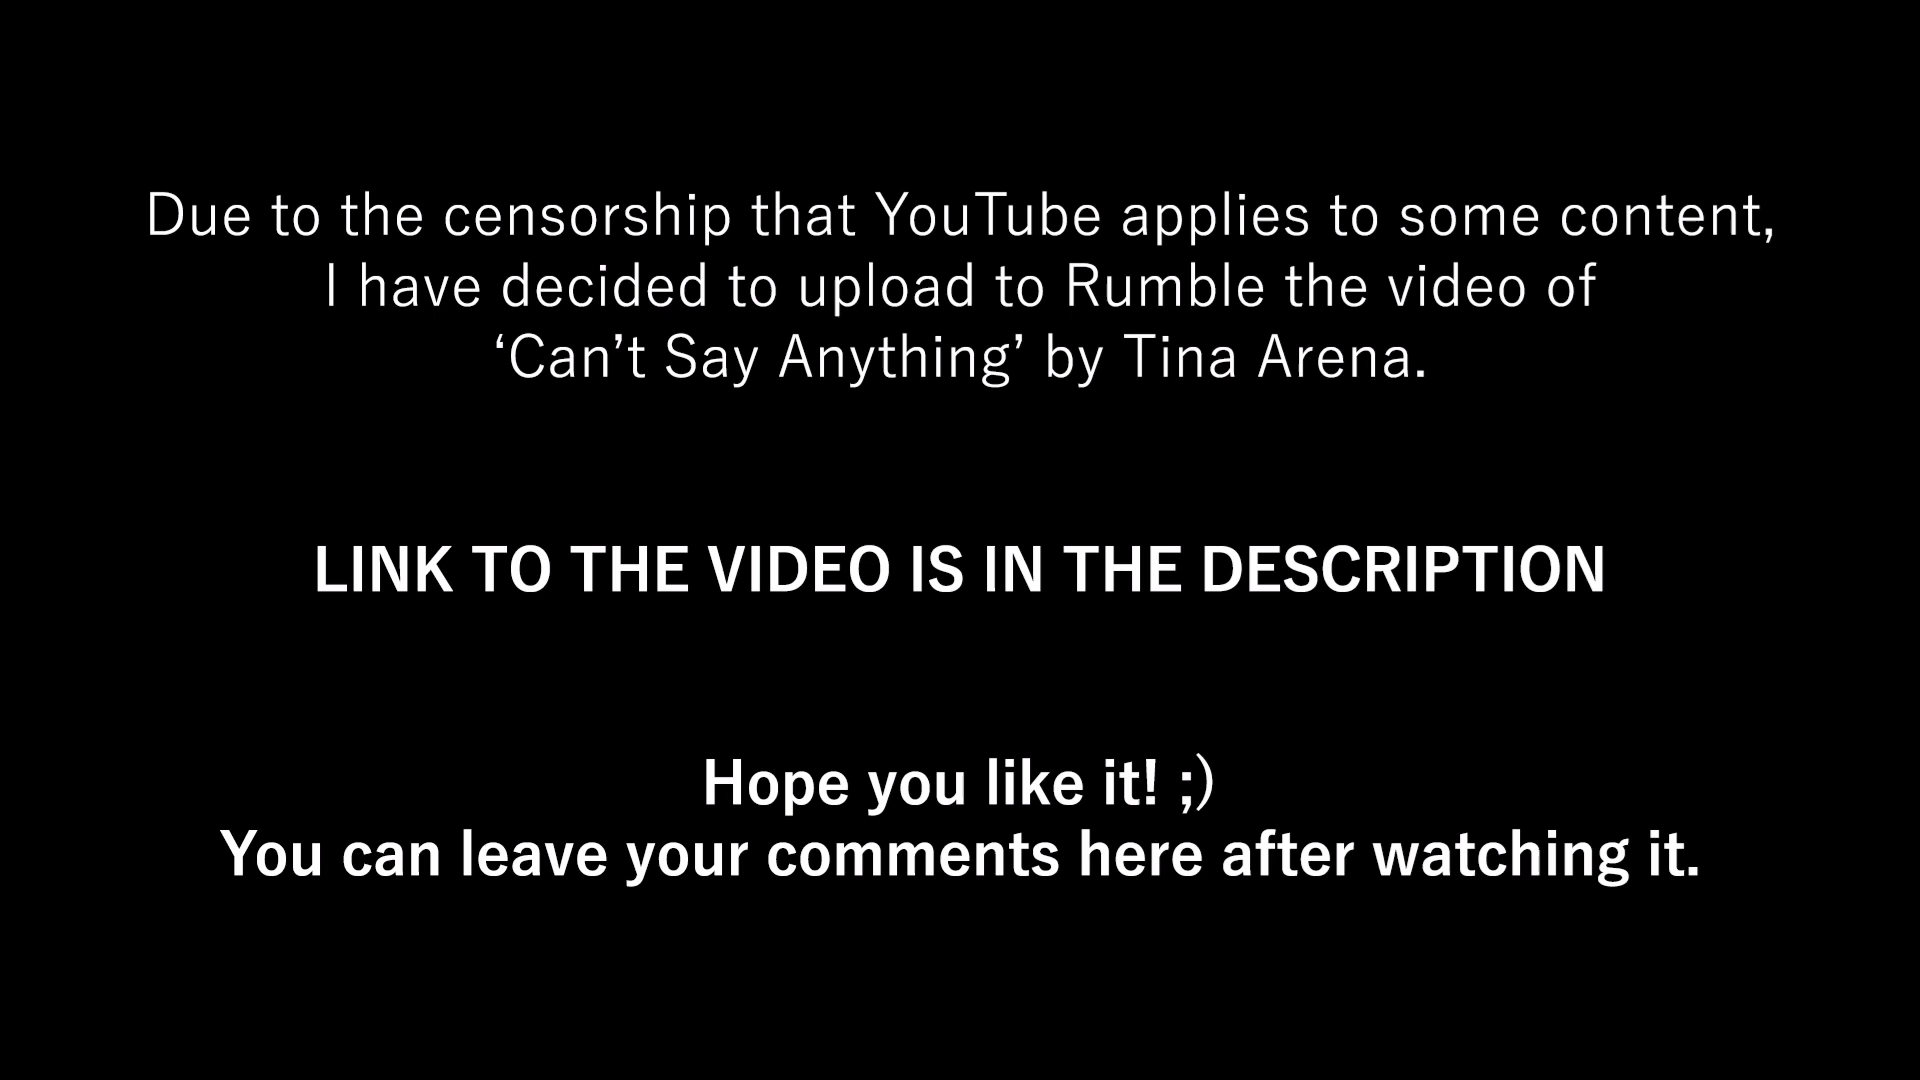 Due to the censorship that YouTube applies to some content,
I have decided to upload to Rumble the video of
‘Can’t Say Anything’ by Tina Arena.
LINK TO THE VIDEO IS IN THE DESCRIPTION
Hope you like it! ;)
You can leave your comments here after watching it.